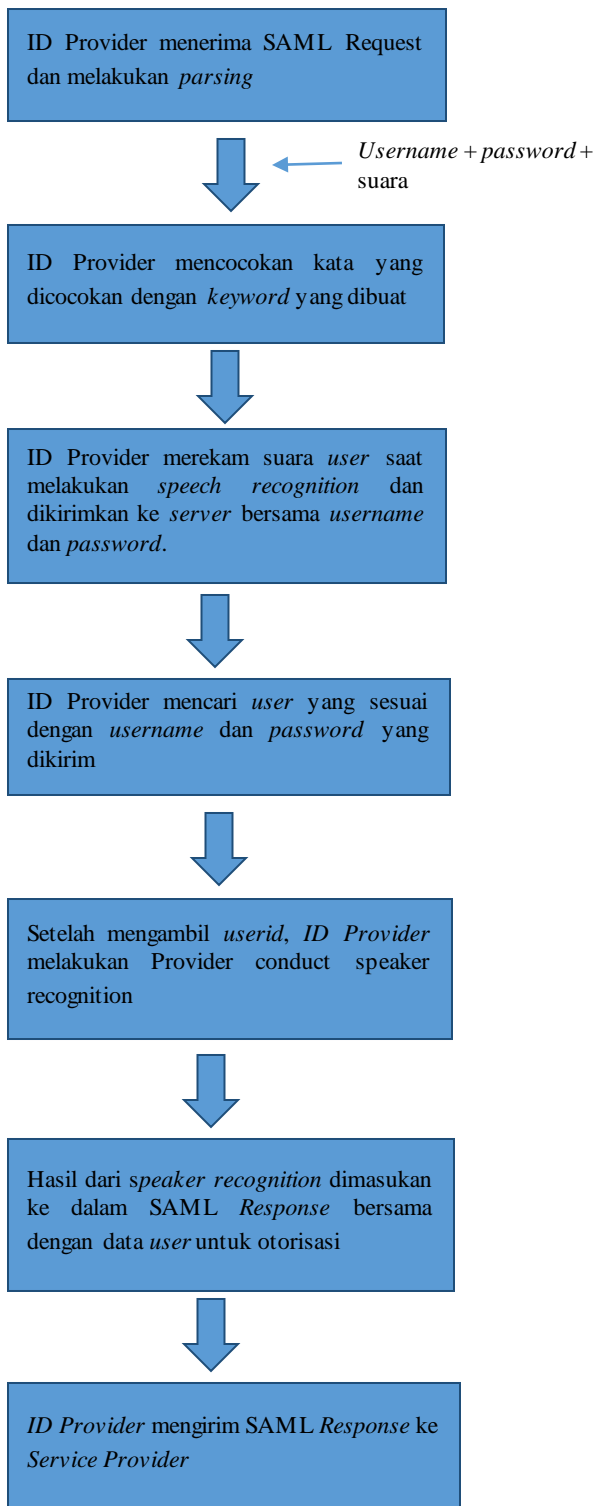 ID Provider menerima SAML Request
dan melakukan parsing
Username + password +
suara
ID Provider mencocokan kata yang
dicocokan dengan keyword yang dibuat
ID Provider merekam suara user saat
melakukan speech recognition dan
dikirimkan ke server bersama username
dan password.
ID Provider mencari user yang sesuai
dengan username dan password yang
dikirim
Setelah mengambil userid, ID Provider
melakukan Provider conduct speaker
recognition
Hasil dari speaker recognition dimasukan
ke dalam SAML Response bersama
dengan data user untuk otorisasi
ID Provider mengirim SAML Response ke
Service Provider